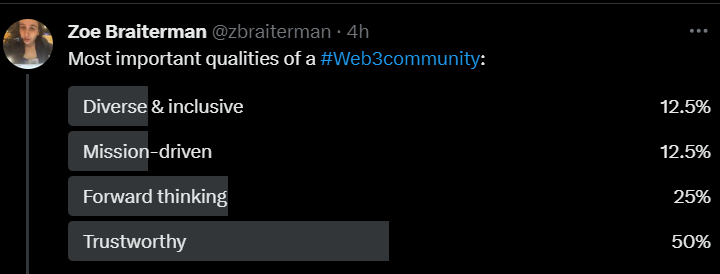 Zoe Braiterman @zbraiterman · 4h
Most important qualities of a #Web3community:
Diverse & inclusive 12.5%
Mission-driven 12.5%
Forward thinking 25%
Trustworthy 50%